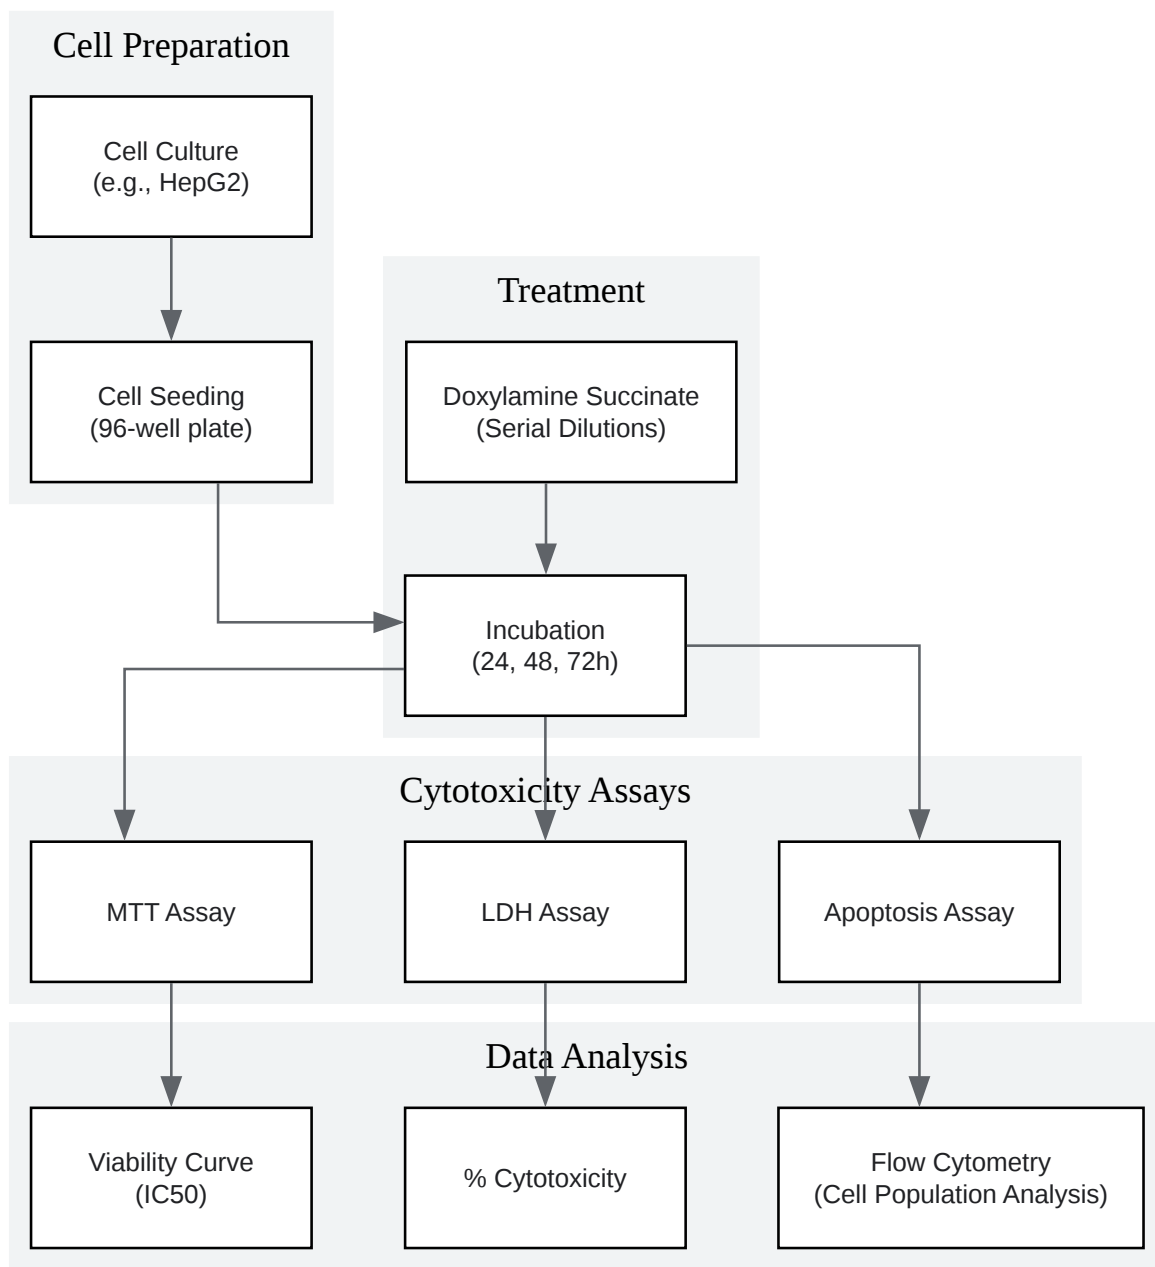 Cell Preparation
Cell Culture
(e.g., HepG2)
Cell Seeding
(96-well plate)
Treatment
Doxylamine Succinate
(Serial Dilutions)
Incubation
(24, 48, 72h)
Cytotoxicity Assays
MTT Assay
LDH Assay
Apoptosis Assay
Data Analysis
Viability Curve
(IC50)
% Cytotoxicity
Flow Cytometry
(Cell Population Analysis)